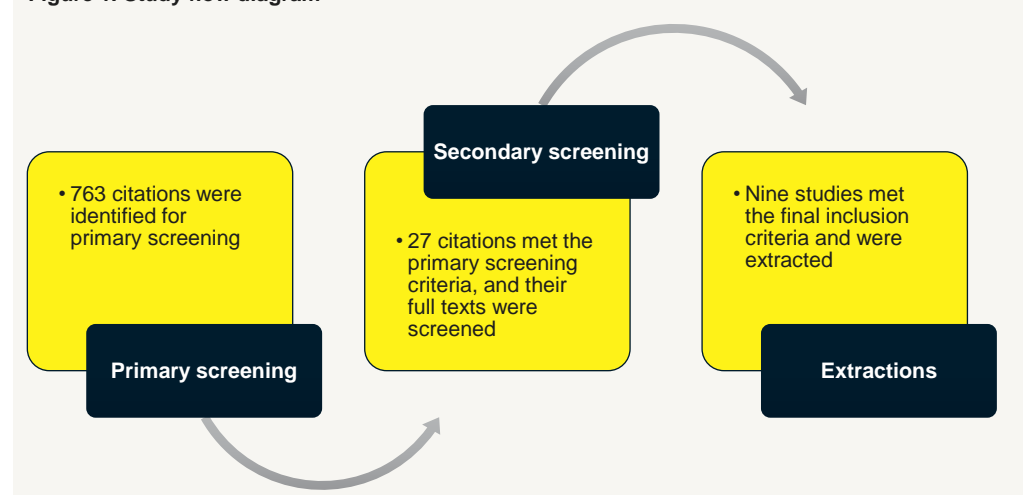 • 763 citations were
identified for
primary screening
Primary screening
Secondary screening
• 27 citations met the
primary screening
criteria, and their
full texts were
screened
• Nine studies met
the final inclusion
criteria and were
extracted
Extractions